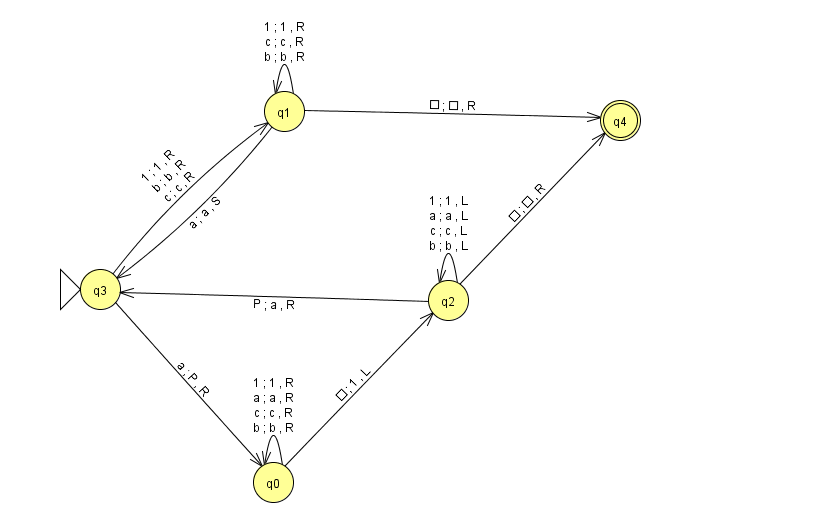 1 ; 1 , R
c ; c , R
b ; b , R
q1
□ ; □ , R
q4
1 ; 1 , R
b ; b , R
c ; c , R
a ; a , S
1 ; 1 , L
a ; a , L
c ; c , L
b ; b , L
□ ; □ , R
q3
q2
P ; a , R
a ; P , R
□ ; 1 , L
1 ; 1 , R
a ; a , R
c ; c , R
b ; b , R
q0